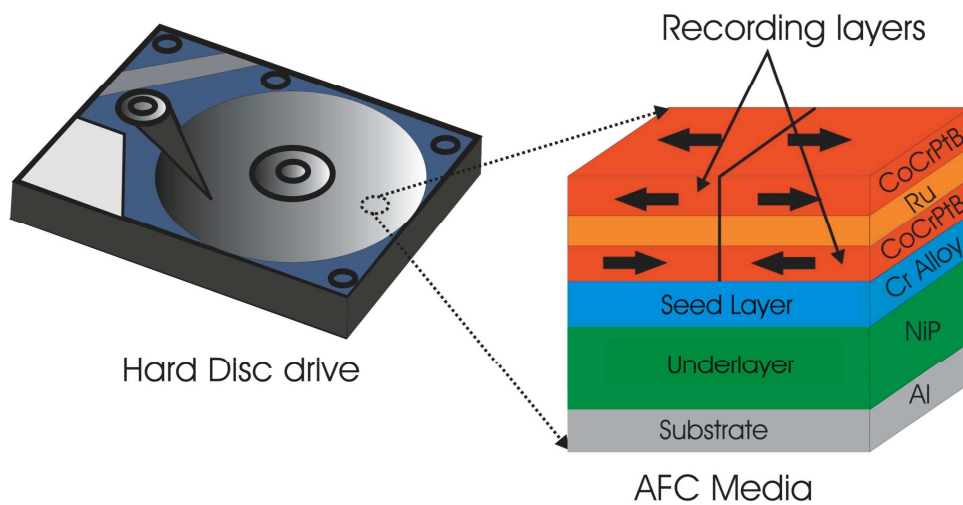 Recording layers
CoCrPtB
Ru
CoCrPtB
Cr Alloy
Seed Layer
NiP
Underlayer
Al
Substrate
Hard Disc drive
AFC Media